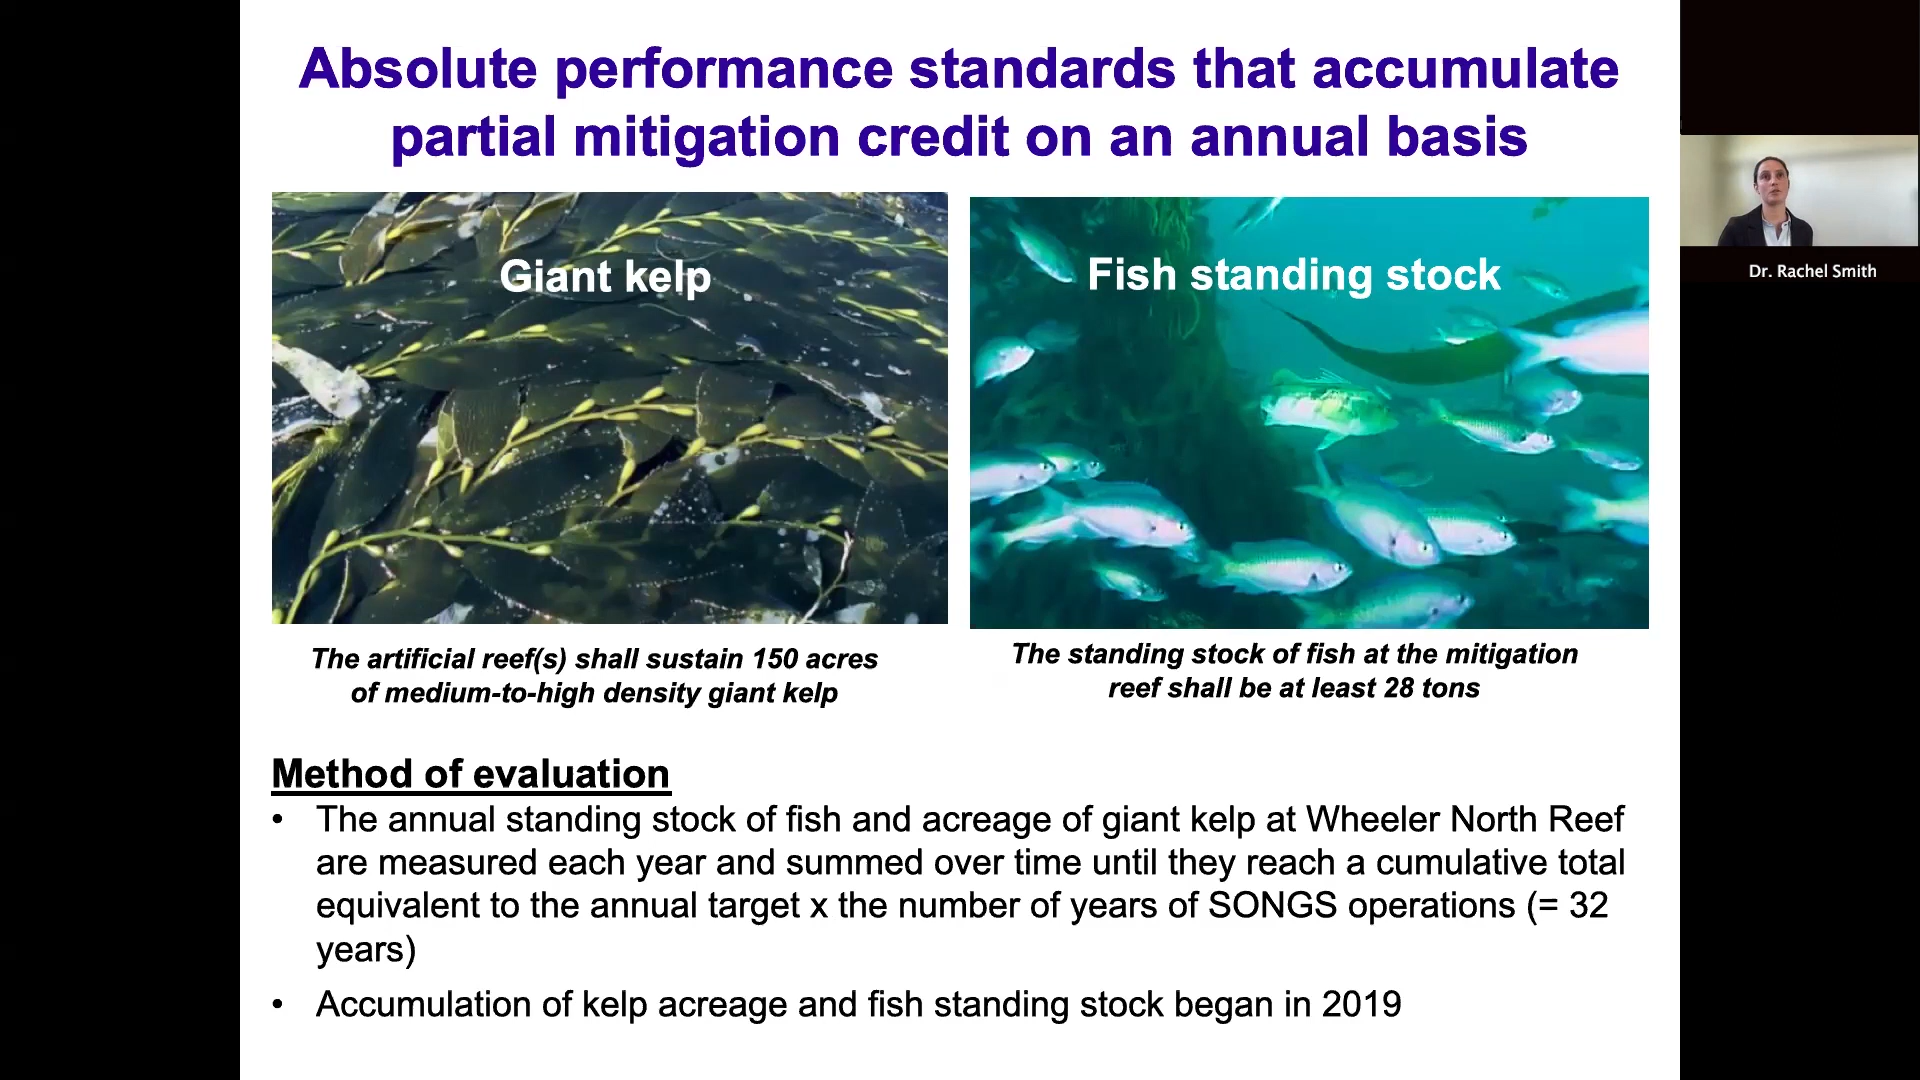 Absolute performance standards that accumulate
partial mitigation credit on an annual basis
Giant kelp
Fish standing stock
Dr. Rachel Smith
The artificial reef(s) shall sustain 150 acres
of medium-to-high density giant kelp
The standing stock of fish at the mitigation
reef shall be at least 28 tons
Method of evaluation
• The annual standing stock of fish and acreage of giant kelp at Wheeler North Reef
are measured each year and summed over time until they reach a cumulative total
equivalent to the annual target x the number of years of SONGS operations (= 32
years)
• Accumulation of kelp acreage and fish standing stock began in 2019